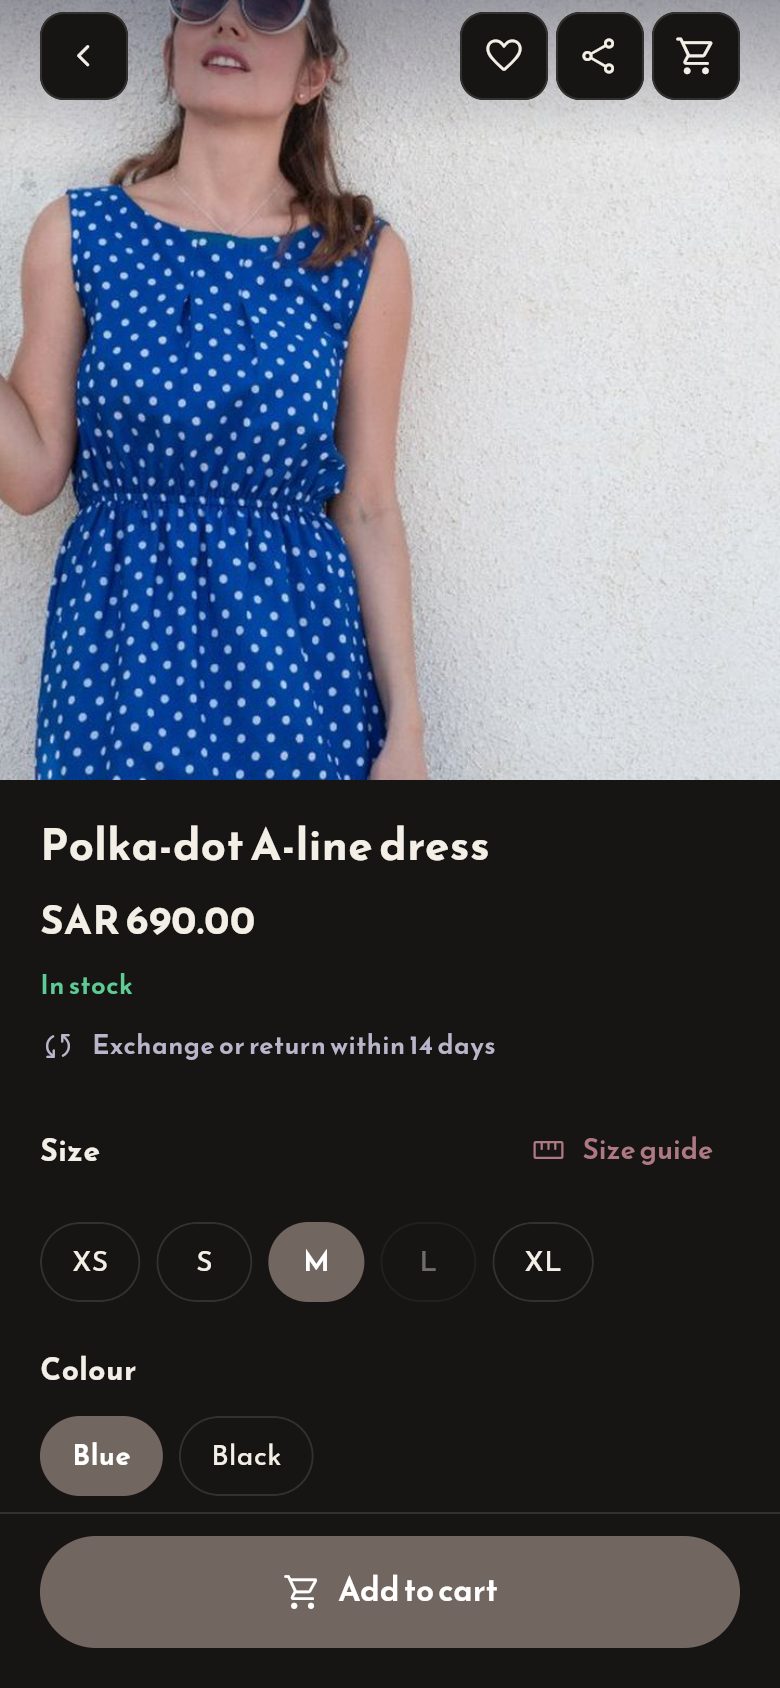 Polka-dot A-line dress
SAR 690.00
In stock
Exchange or return within 14 days
Size
Size guide
XS S M L XL
Colour
Blue Black
Add to cart